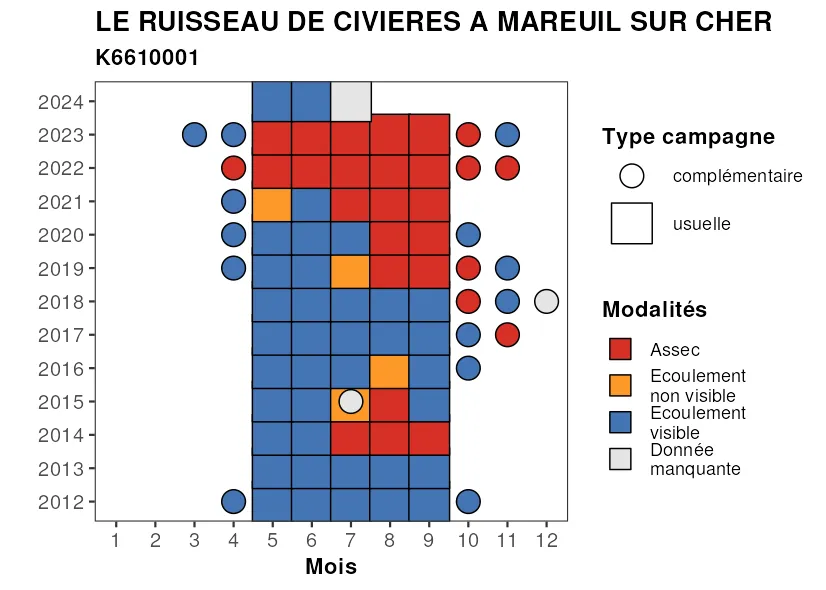 LE RUISSEAU DE CIVIERES A MAREUIL SUR CHER
K6610001
2024
2023
2022
2021
2020
2019
2018
2017
2016
2015
2014
2013
2012
1 2 3 4 5 6 7 8 9 10 11 12
Mois
Type campagne
complémentaire
usuelle
Modalités
Assec
Ecoulement
non visible
Ecoulement
visible
Donnée
manquante